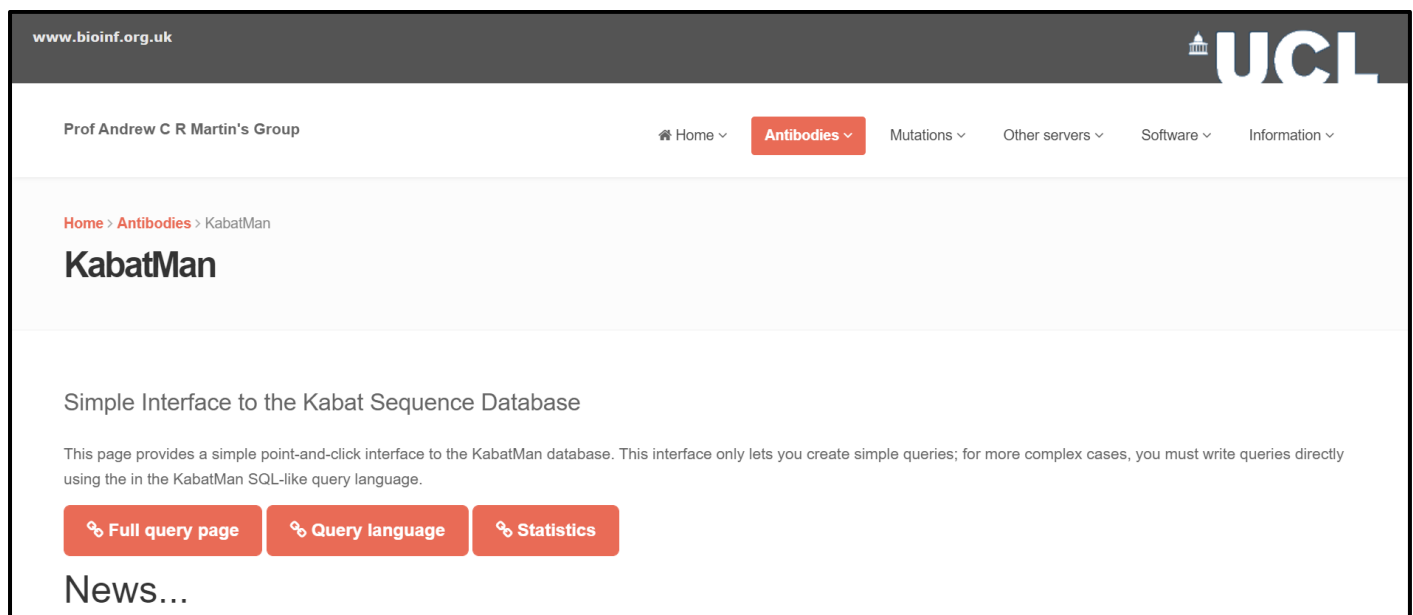 www.bioinf.org.uk
UCL
Prof Andrew C R Martin's Group
Home
Antibodies
Mutations
Other servers
Software
Information
Home > Antibodies > KabatMan
KabatMan
Simple Interface to the Kabat Sequence Database
This page provides a simple point-and-click interface to the KabatMan database. This interface only lets you create simple queries; for more complex cases, you must write queries directly
using the in the KabatMan SQL-like query language.
Full query page
Query language
Statistics
News...